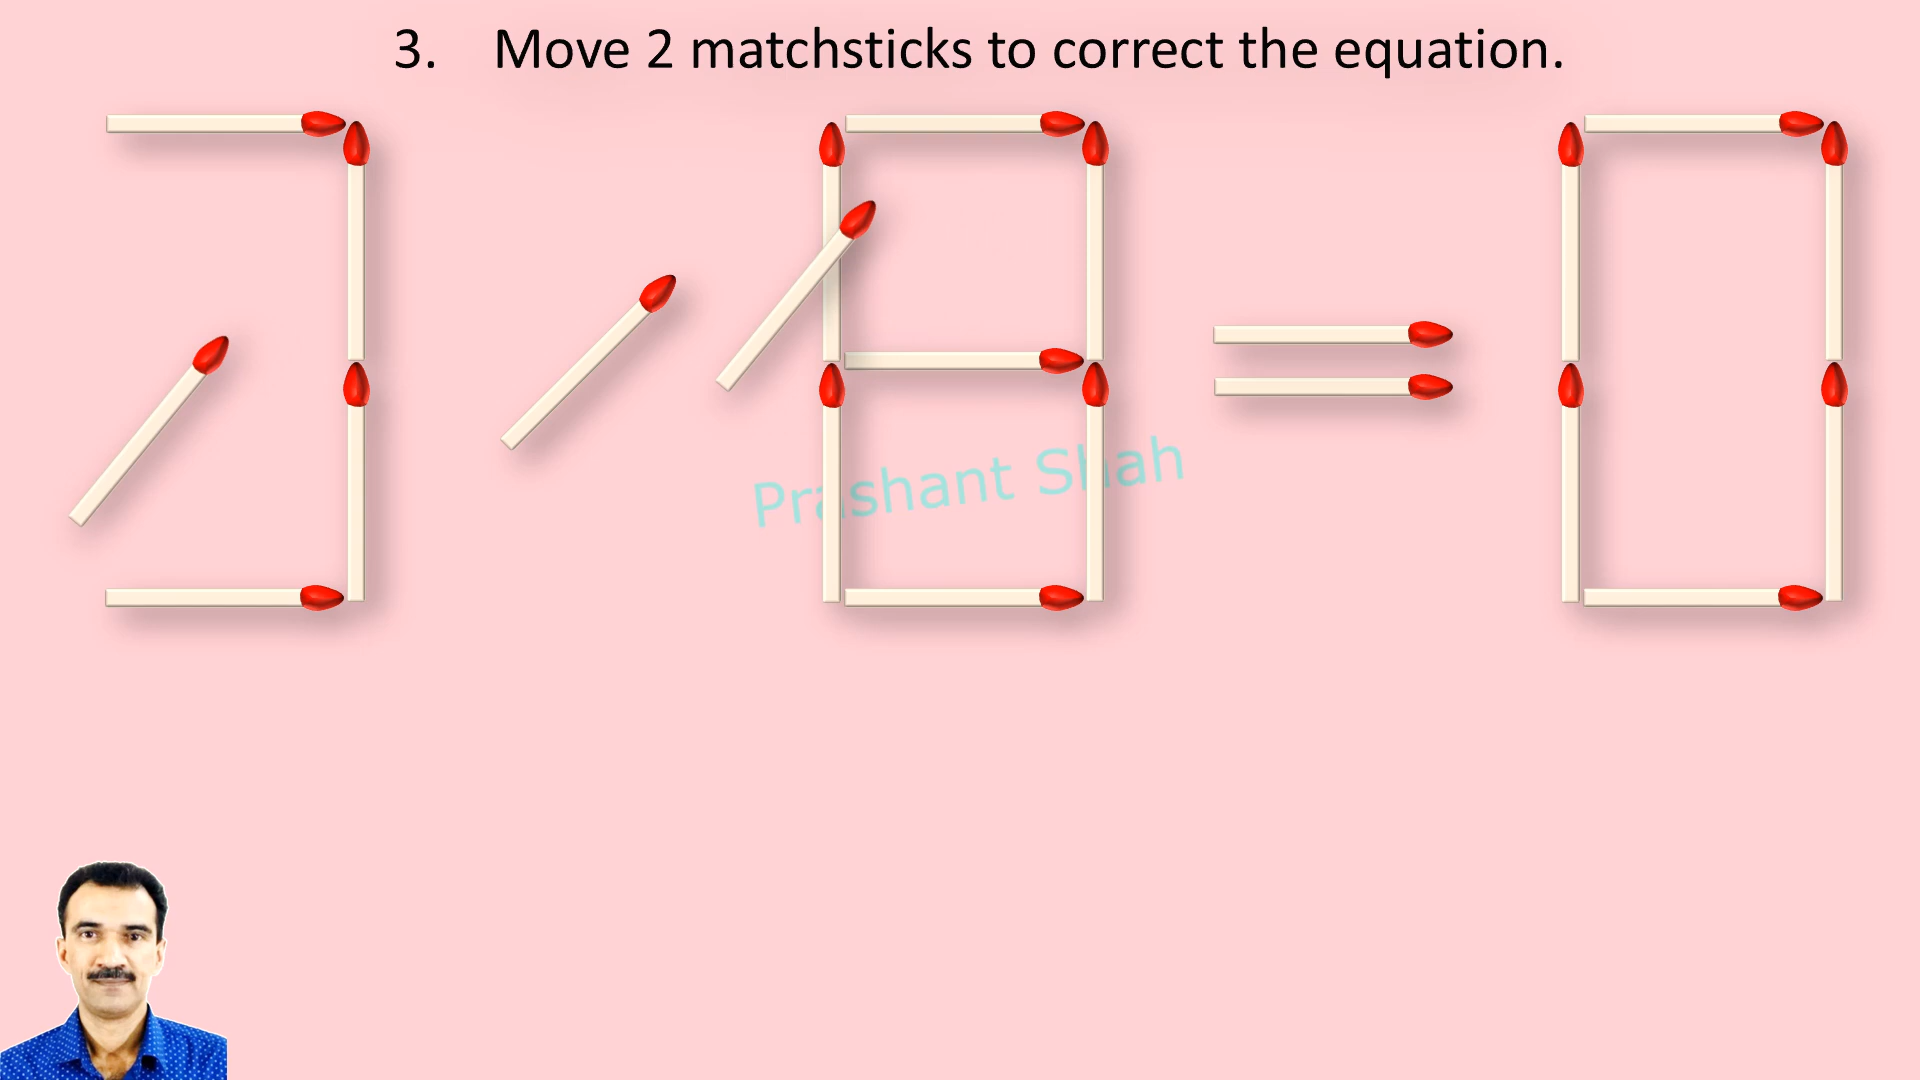 3. Move 2 matchsticks to correct the equation.
Prashant Shah